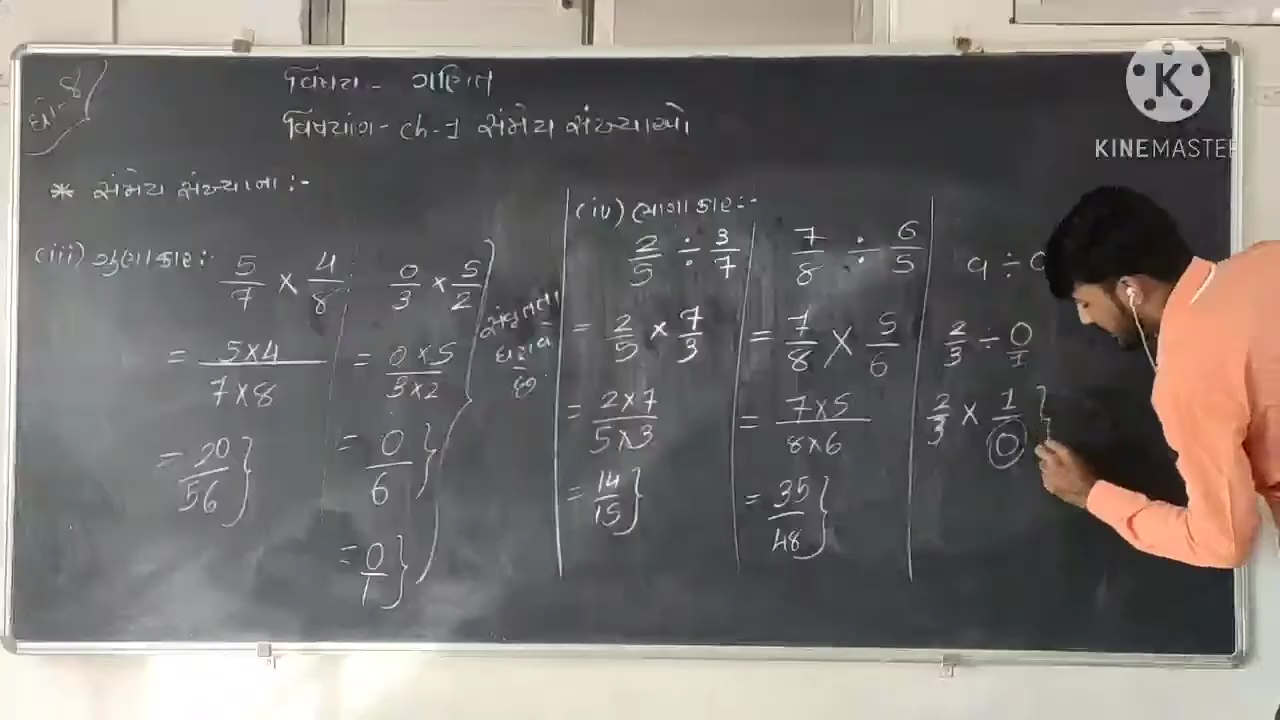 ધો-8
વિષય - ગણિત
વિષયાંગ - ch-1 સંમેય સંખ્યાઓ
* સંમેય સંખ્યાના :-
(iii) ગુણાકાર :-
5/7 × 4/8
= 5×4 / 7×8
= 20/56 }
0/3 × 5/2
= 0×5 / 3×2
= 0/6 }
= 0/1 }
સંવૃતતા
ધરાવે
છે.
(iv) ભાગાકાર :-
2/5 ÷ 3/7
= 2/5 × 7/3
= 2×7 / 5×3
= 14/15 }
7/8 ÷ 6/5
= 7/8 × 5/6
= 7×5 / 8×6
= 35/48 }
a ÷ 0
2/3 ÷ 0/1
2/3 × 1/0 }
K
KINEMASTER